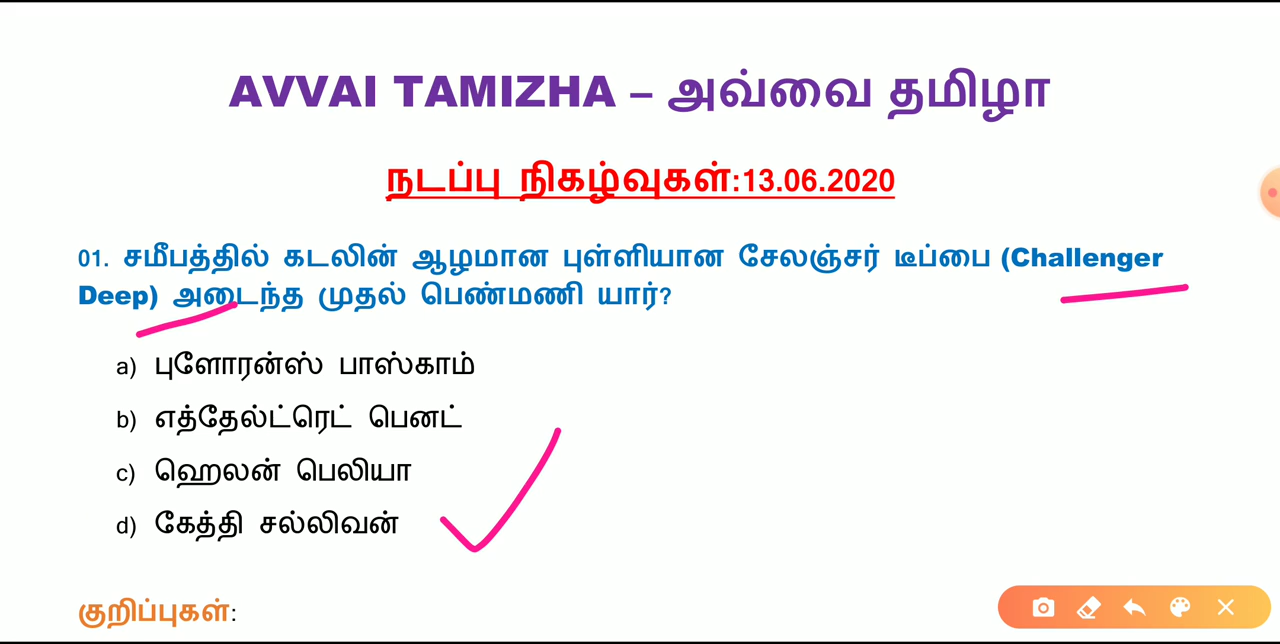 AVVAI TAMIZHA – அவ்வை தமிழா
நடப்பு நிகழ்வுகள்:13.06.2020
01. சமீபத்தில் கடலின் ஆழமான புள்ளியான சேலஞ்சர் டீப்பை (Challenger
Deep) அடைந்த முதல் பெண்மணி யார்?
a) புளோரன்ஸ் பாஸ்காம்
b) எத்தேல்ட்ரெட் பெனட்
c) ஹெலன் பெலியா
d) கேத்தி சல்லிவன்
குறிப்புகள்: